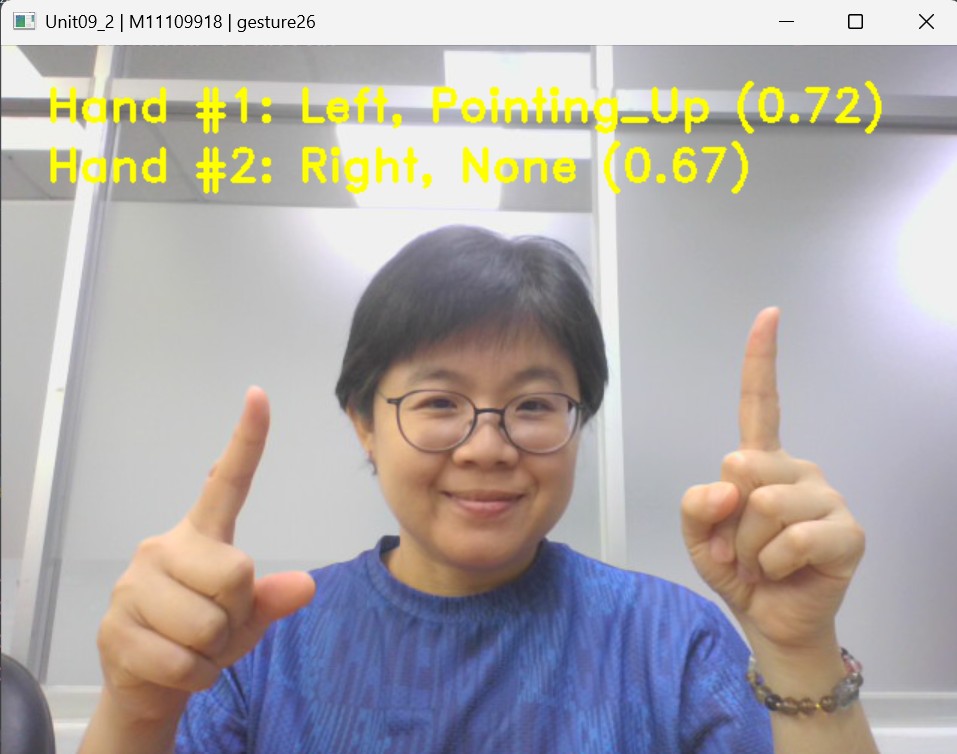 Unit09_2 | M11109918 | gesture26
Hand #1: Left, Pointing_Up (0.72)
Hand #2: Right, None (0.67)